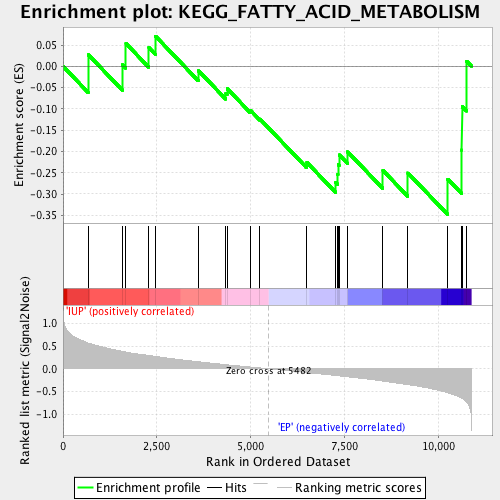 Enrichment plot: KEGG_FATTY_ACID_METABOLISM
Enrichment score (ES)
0.05
0.00
-0.05
-0.10
-0.15
-0.20
-0.25
-0.30
-0.35
'IUP' (positively correlated)
Ranked list metric (Signal2Noise)
1.0
0.5
0.0
-0.5
-1.0
Zero cross at 5482
'EP' (negatively correlated)
0
2,500
5,000
7,500
10,000
Rank in Ordered Dataset
Enrichment profile
Hits
Ranking metric scores